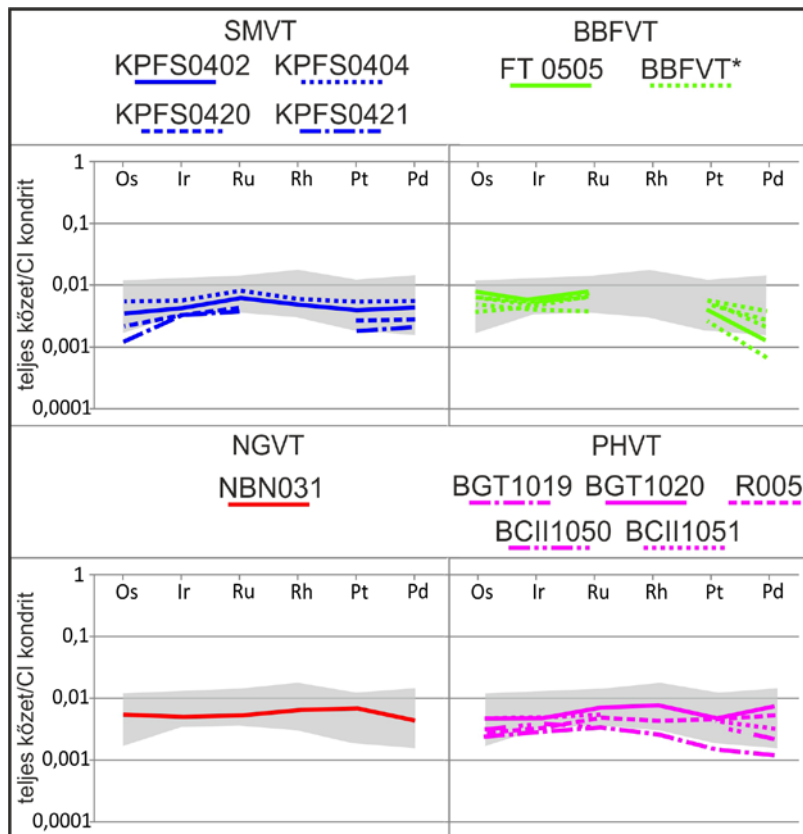 SMVT
KPFS0402 KPFS0404
KPFS0420 KPFS0421
BBFVT
FT 0505 BBFVT*
teljes kőzet/CI kondrit
1
0,1
0,01
0,001
0,0001
Os Ir Ru Rh Pt Pd
Os Ir Ru Rh Pt Pd
NGVT
NBN031
PHVT
BGT1019 BGT1020 R005
BCII1050 BCII1051
teljes kőzet/CI kondrit
1
0,1
0,01
0,001
0,0001
Os Ir Ru Rh Pt Pd
Os Ir Ru Rh Pt Pd